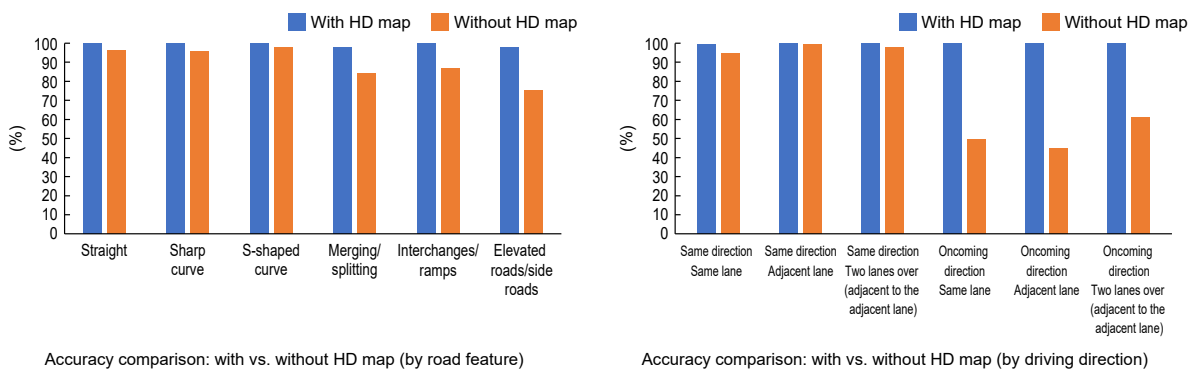 With HD map
Without HD map
100
90
80
70
60
50
40
30
20
10
0
(%)
Straight
Sharp
curve
S-shaped
curve
Merging/
splitting
Interchanges/
ramps
Elevated
roads/side
roads
Accuracy comparison: with vs. without HD map (by road feature)
With HD map
Without HD map
100
90
80
70
60
50
40
30
20
10
0
(%)
Same direction
Same lane
Same direction
Adjacent lane
Same direction
Two lanes over
(adjacent to the
adjacent lane)
Oncoming
direction
Same lane
Oncoming
direction
Adjacent lane
Oncoming
direction
Two lanes over
(adjacent to the
adjacent lane)
Accuracy comparison: with vs. without HD map (by driving direction)